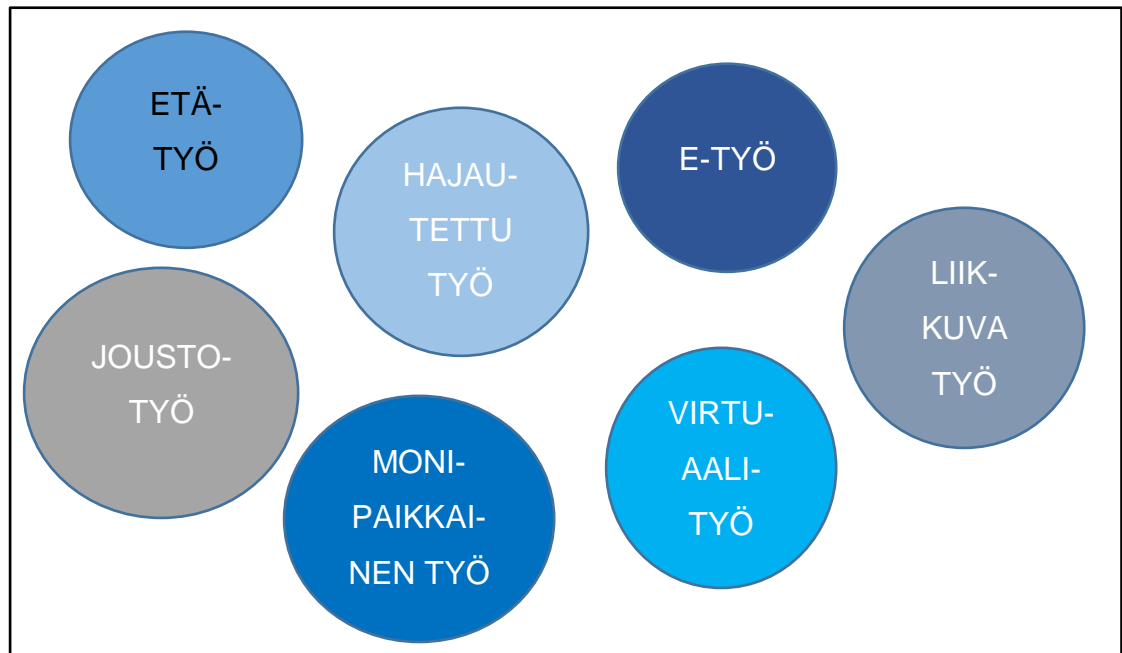 ETÄ-
TYÖ
HAJAU-
TETTU
TYÖ
E-TYÖ
LIIK-
KUVA
TYÖ
JOUSTO-
TYÖ
MONI-
PAIKKAI-
NEN TYÖ
VIRTU-
AALI-
TYÖ